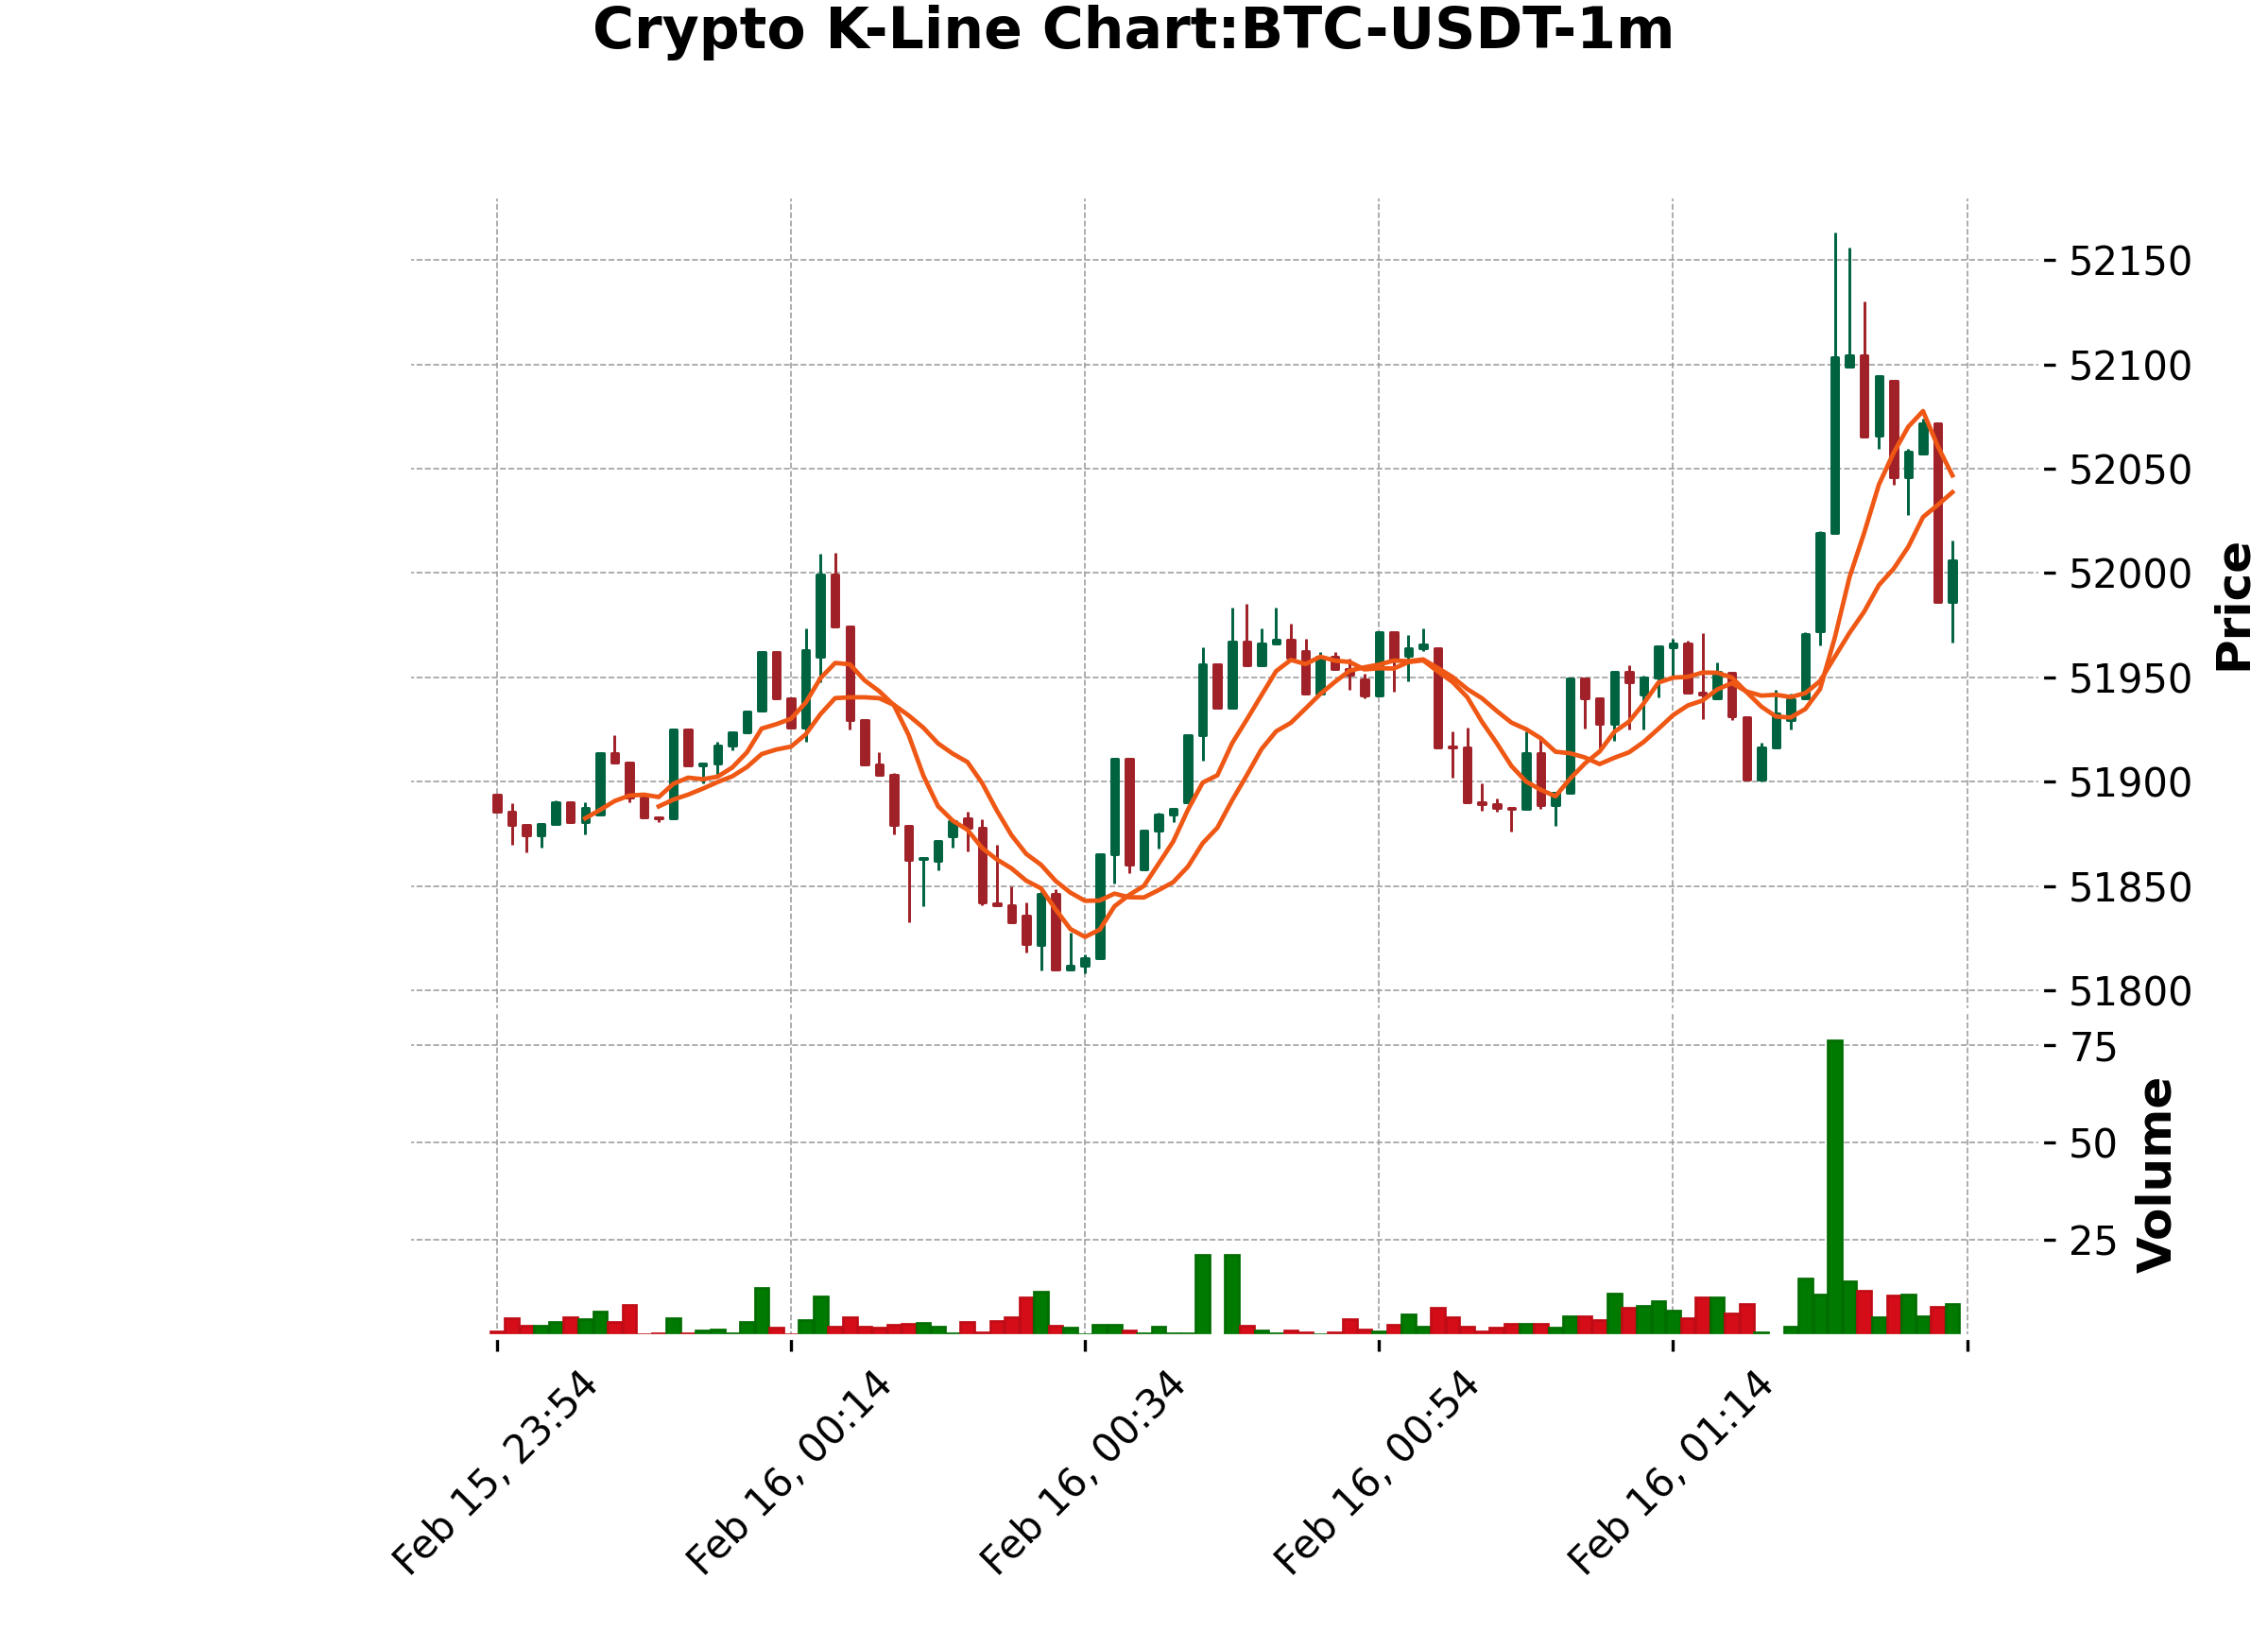 Crypto K-Line Chart:BTC-USDT-1m
52150
52100
52050
52000
51950
51900
51850
51800
Price
75
50
25
Volume
Feb 15, 23:54
Feb 16, 00:14
Feb 16, 00:34
Feb 16, 00:54
Feb 16, 01:14